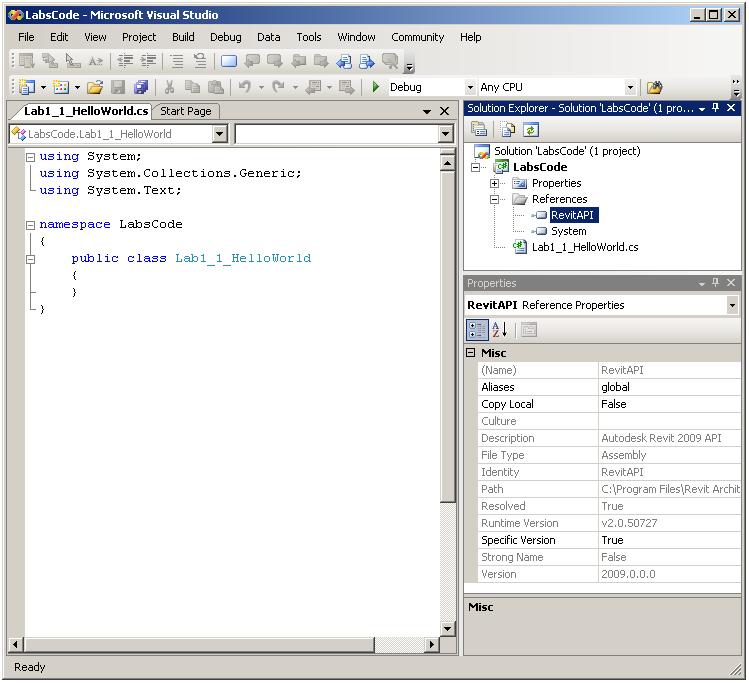 LabsCode - Microsoft Visual Studio
File Edit View Project Build Debug Data Tools Window Community Help
Debug Any CPU
Lab1_1_HelloWorld.cs Start Page
LabsCode.Lab1_1_HelloWorld
using System;
using System.Collections.Generic;
using System.Text;
namespace LabsCode
{
public class Lab1_1_HelloWorld
{
}
}
Solution Explorer - Solution 'LabsCode' (1 pro...
Solution 'LabsCode' (1 project)
LabsCode
Properties
References
RevitAPI
System
Lab1_1_HelloWorld.cs
Properties
RevitAPI Reference Properties
Misc
(Name) RevitAPI
Aliases global
Copy Local False
Culture
Description Autodesk Revit 2009 API
File Type Assembly
Identity RevitAPI
Path C:\Program Files\Revit Archit
Resolved True
Runtime Version v2.0.50727
Specific Version True
Strong Name False
Version 2009.0.0.0
Misc
Ready